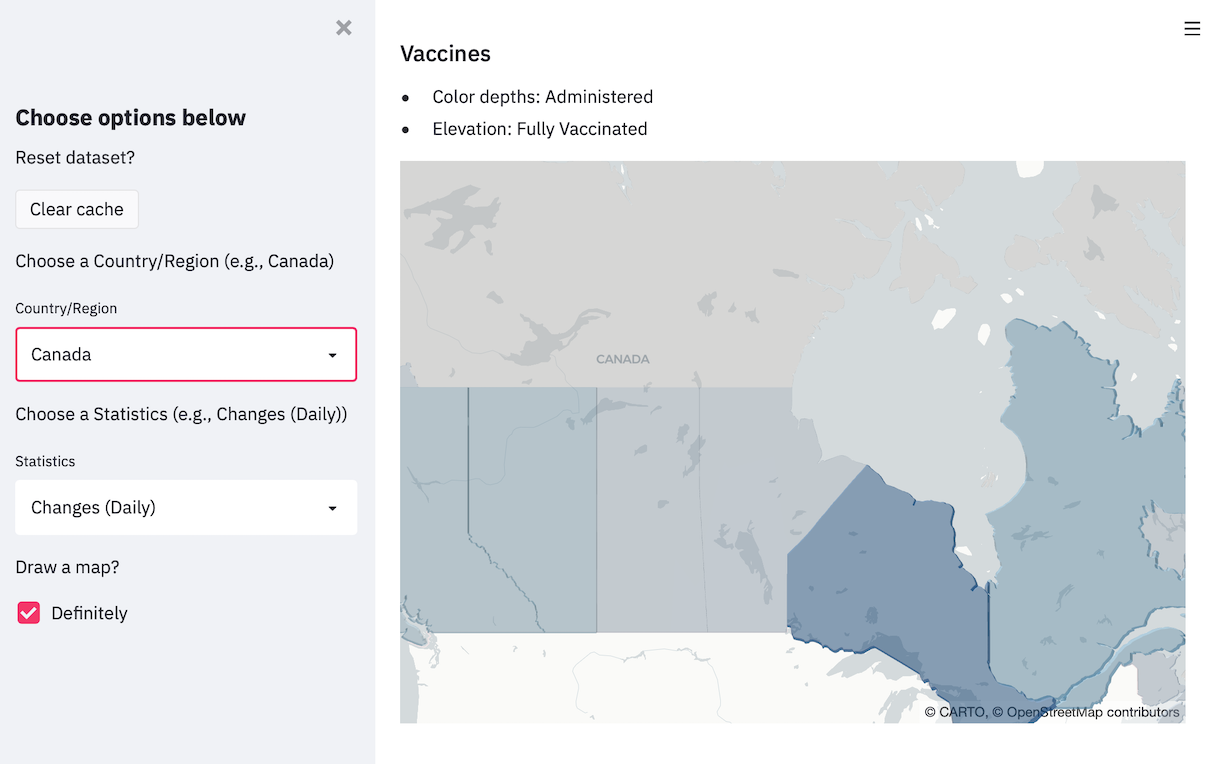 Choose options below
Reset dataset?
Clear cache
Choose a Country/Region (e.g., Canada)
Country/Region
Canada
Choose a Statistics (e.g., Changes (Daily))
Statistics
Changes (Daily)
Draw a map?
Definitely
Vaccines
Color depths: Administered
Elevation: Fully Vaccinated
CANADA
© CARTO, © OpenStreetMap contributors